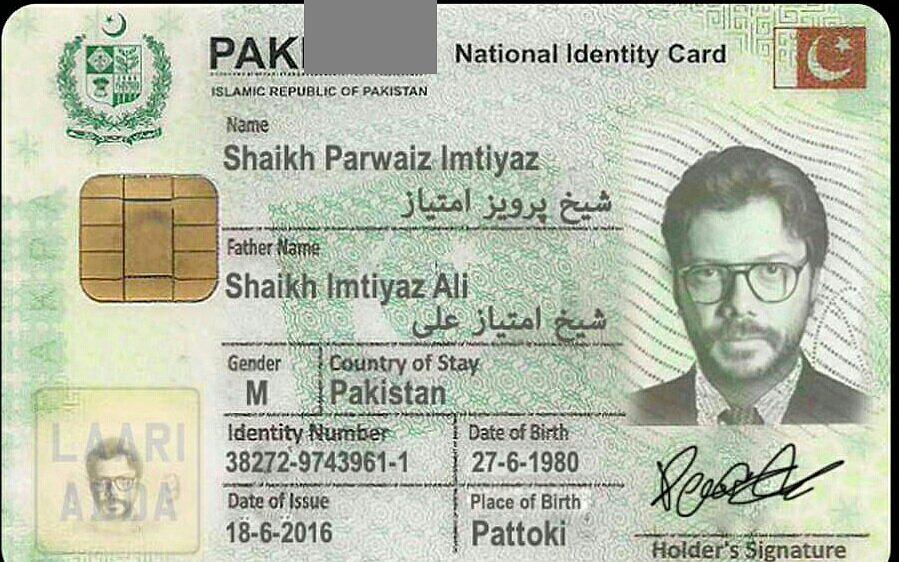 PAK
National Identity Card
ISLAMIC REPUBLIC OF PAKISTAN
Name
Shaikh Parwaiz Imtiyaz
شیخ پرویز امتیاز
Father Name
Shaikh Imtiyaz Ali
شیخ امتیاز علی
Gender
Country of Stay
M
Pakistan
Identity Number
Date of Birth
38272-9743961-1
27-6-1980
Date of Issue
Place of Birth
18-6-2016
Pattoki
LAARI
ADDA
Holder's Signature